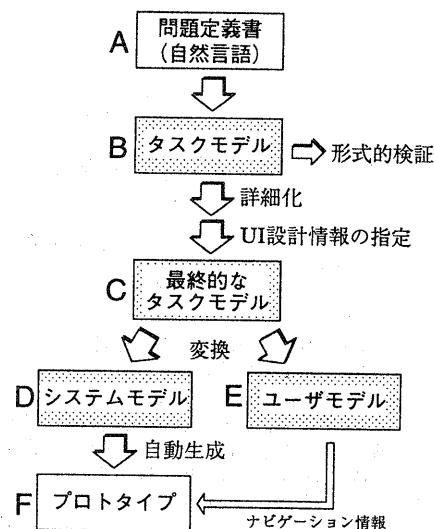 A
問題定義書
(自然言語)
B
タスクモデル
形式的検証
詳細化
UI設計情報の指定
C
最終的な
タスクモデル
変換
D
システムモデル
E
ユーザモデル
自動生成
F
プロトタイプ
ナビゲーション情報